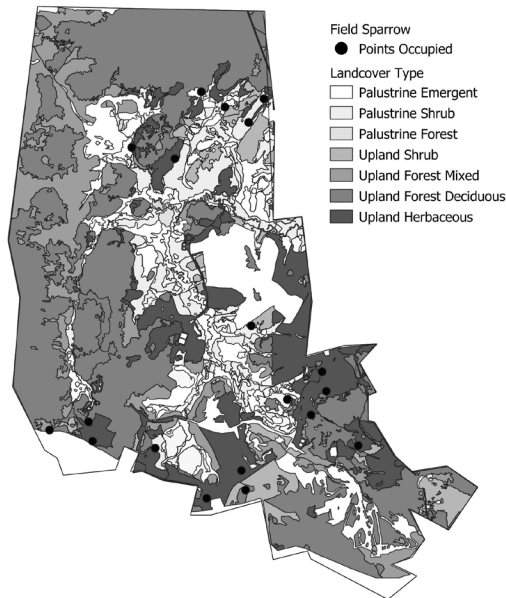 Field Sparrow
Points Occupied
Landcover Type
Palustrine Emergent
Palustrine Shrub
Palustrine Forest
Upland Shrub
Upland Forest Mixed
Upland Forest Deciduous
Upland Herbaceous